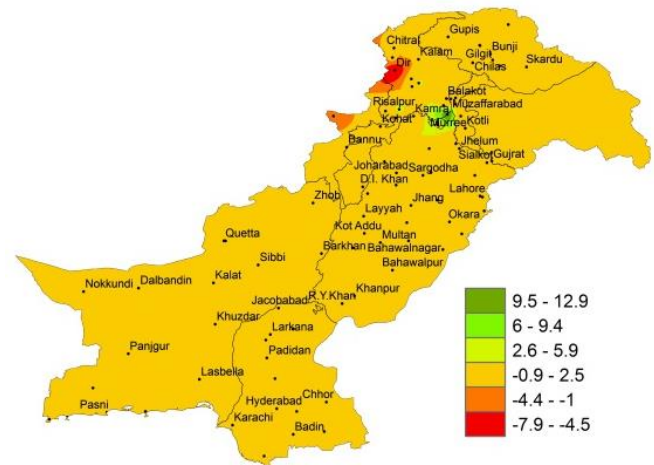 Gupis
Chitral
Bunji
Gilgit
Kalam
Dir
Chilas
Skardu
Balakot
Risalpur
Kamra
Muzaffarabad
Kohat
Murree
Kotli
Bannu
Jhelum
Sialkot
Gujrat
Joharabad
Sargodha
D.I. Khan
Lahore
Zhob
Layyah
Jhang
Okara
Kot Addu
Quetta
Multan
Barkhan
Bahawalnagar
Sibbi
Bahawalpur
Nokkundi
Dalbandin
Kalat
R.Y.Khan
Khanpur
Jacobabad
Khuzdar
Larkana
Panjgur
Padidan
Lasbella
Pasni
Hyderabad
Chhor
Karachi
Badin
9.5 - 12.9
6 - 9.4
2.6 - 5.9
-0.9 - 2.5
-4.4 - -1
-7.9 - -4.5